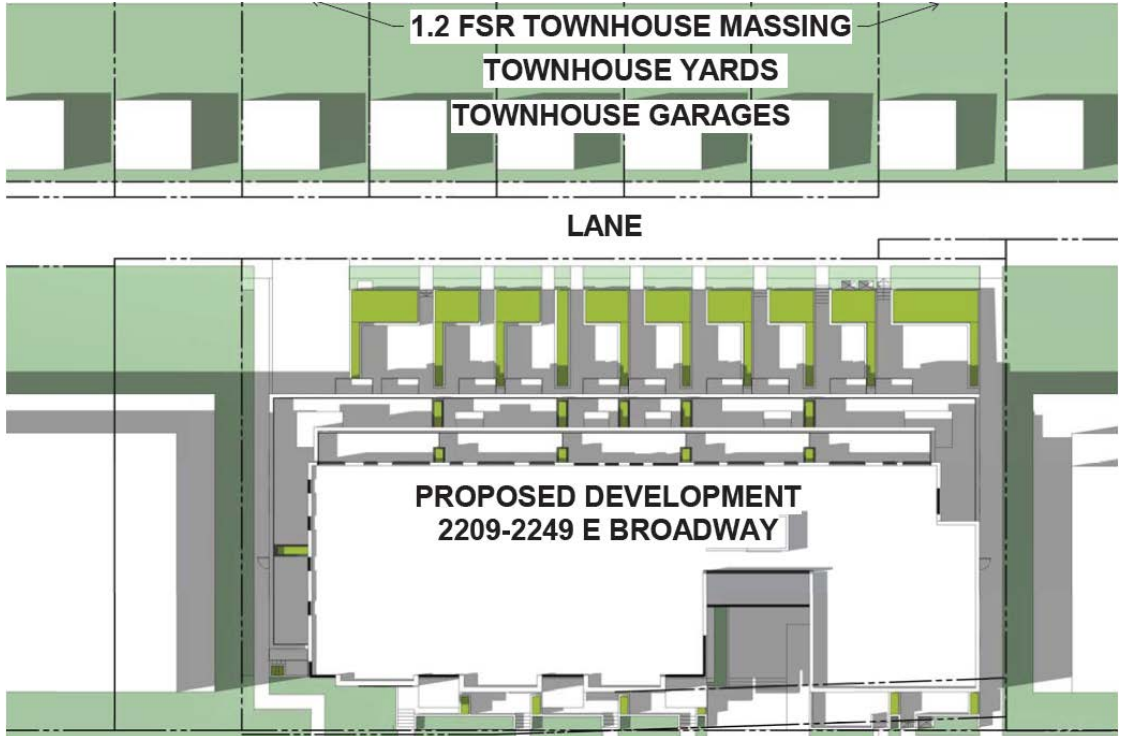 1.2 FSR TOWNHOUSE MASSING
TOWNHOUSE YARDS
TOWNHOUSE GARAGES
LANE
PROPOSED DEVELOPMENT
2209-2249 E BROADWAY